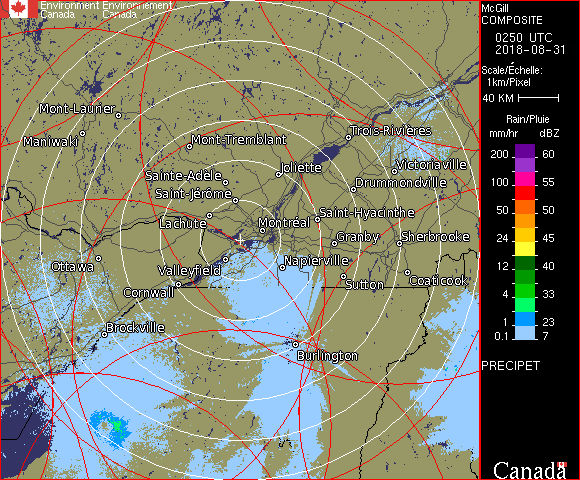 Environment Environnement
Canada Canada
McGill
COMPOSITE
0250 UTC
2018-08-31
Scale/Échelle:
1km/Pixel
40 KM
Rain/Pluie
mm/hr dBZ
200 60
100 55
50 50
24 45
12 40
4 33
1 23
0.1 7
PRECIPET
Canada
Mont-Laurier
Maniwaki
Mont-Tremblant
Trois-Rivières
Joliette
Victoriaville
Sainte-Adèle
Drummondville
Saint-Jérôme
Lachute
Montréal
Saint-Hyacinthe
Granby
Sherbrooke
Ottawa
Valleyfield
Napierville
Cornwall
Sutton
Coaticook
Brockville
Burlington